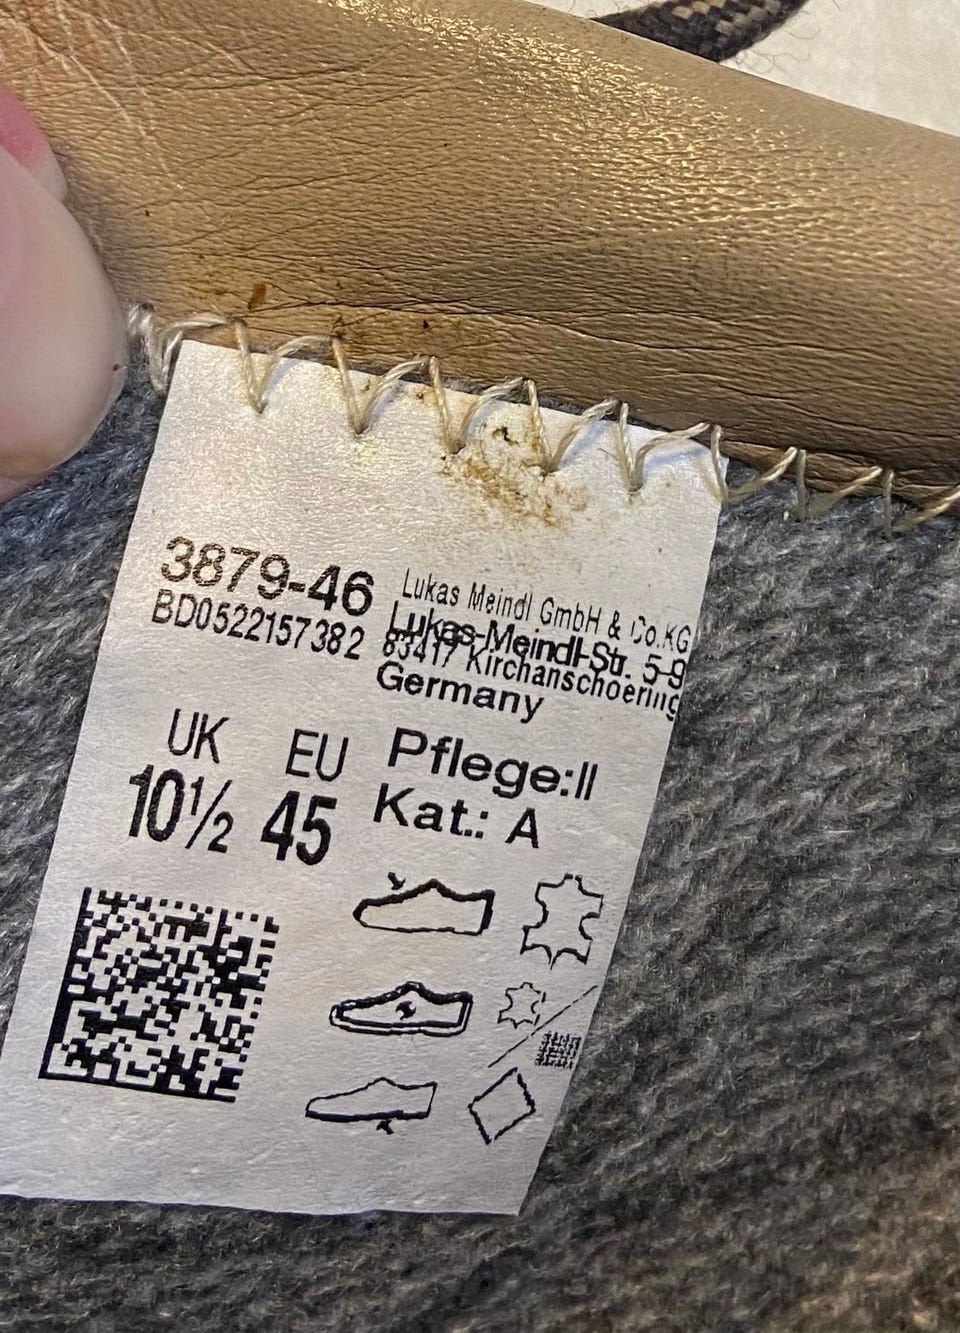 3879-46
BD0522157382
Lukas Meindl GmbH & Co.KG
Lukas-Meindl-Str. 5-9
83417 Kirchanschoering
Germany
UK EU
10½ 45
Pflege:II
Kat.: A